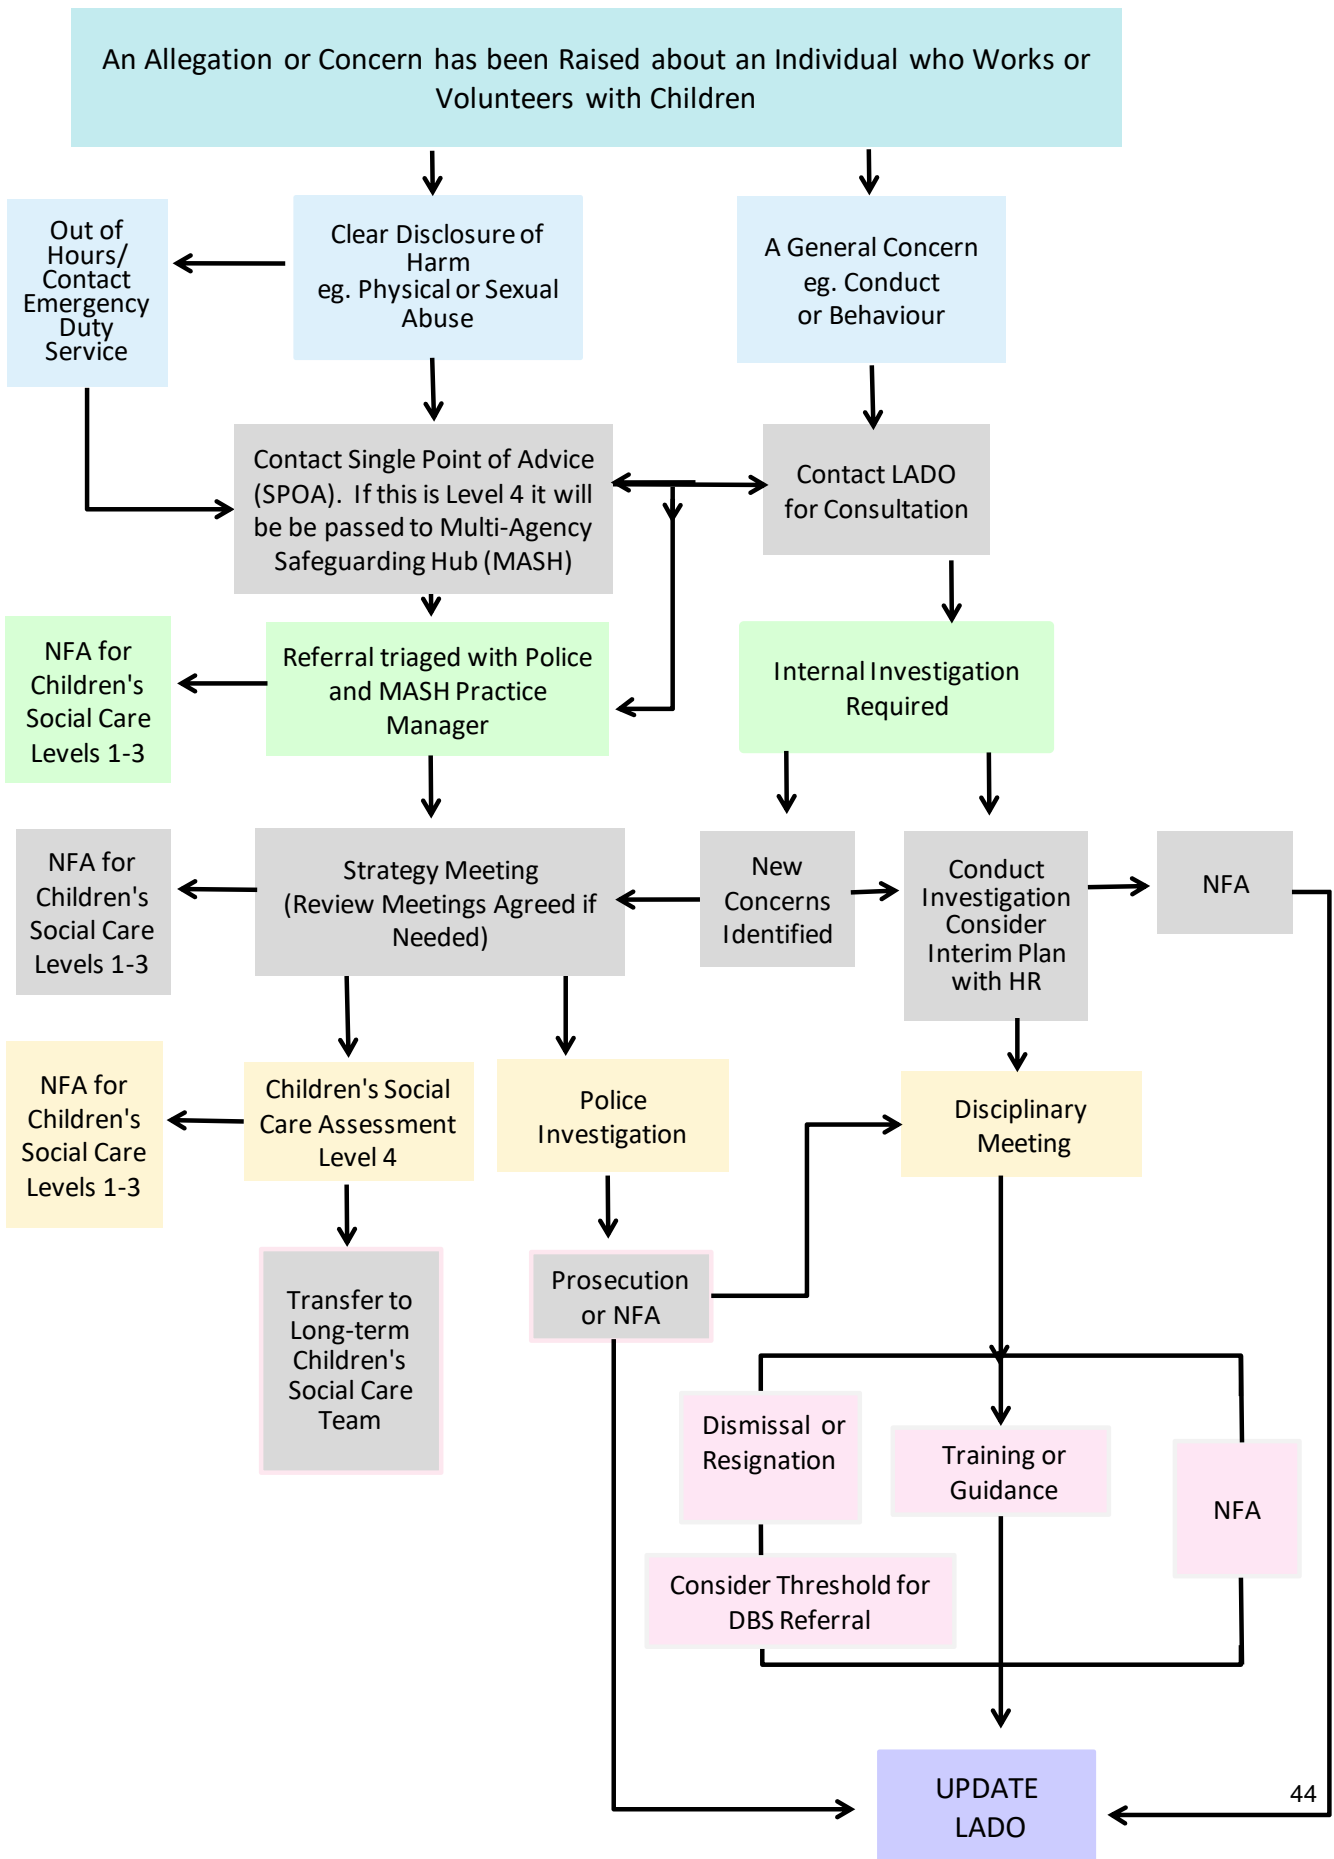 An Allegation or Concern has been Raised about an Individual who Works or
Volunteers with Children
Out of
Hours/
Contact
Emergency
Duty
Service
Clear Disclosure of
Harm
eg. Physical or Sexual
Abuse
A General Concern
eg. Conduct
or Behaviour
Contact Single Point of Advice
(SPOA). If this is Level 4 it will
be be passed to Multi-Agency
Safeguarding Hub (MASH)
Contact LADO
for Consultation
NFA for
Children's
Social Care
Levels 1-3
Referral triaged with Police
and MASH Practice
Manager
Internal Investigation
Required
NFA for
Children's
Social Care
Levels 1-3
Strategy Meeting
(Review Meetings Agreed if
Needed)
New
Concerns
Identified
Conduct
Investigation
Consider
Interim Plan
with HR
NFA
NFA for
Children's
Social Care
Levels 1-3
Children's Social
Care Assessment
Level 4
Police
Investigation
Disciplinary
Meeting
Transfer to
Long-term
Children's
Social Care
Team
Prosecution
or NFA
Dismissal or
Resignation
Training or
Guidance
NFA
Consider Threshold for
DBS Referral
UPDATE
LADO
44